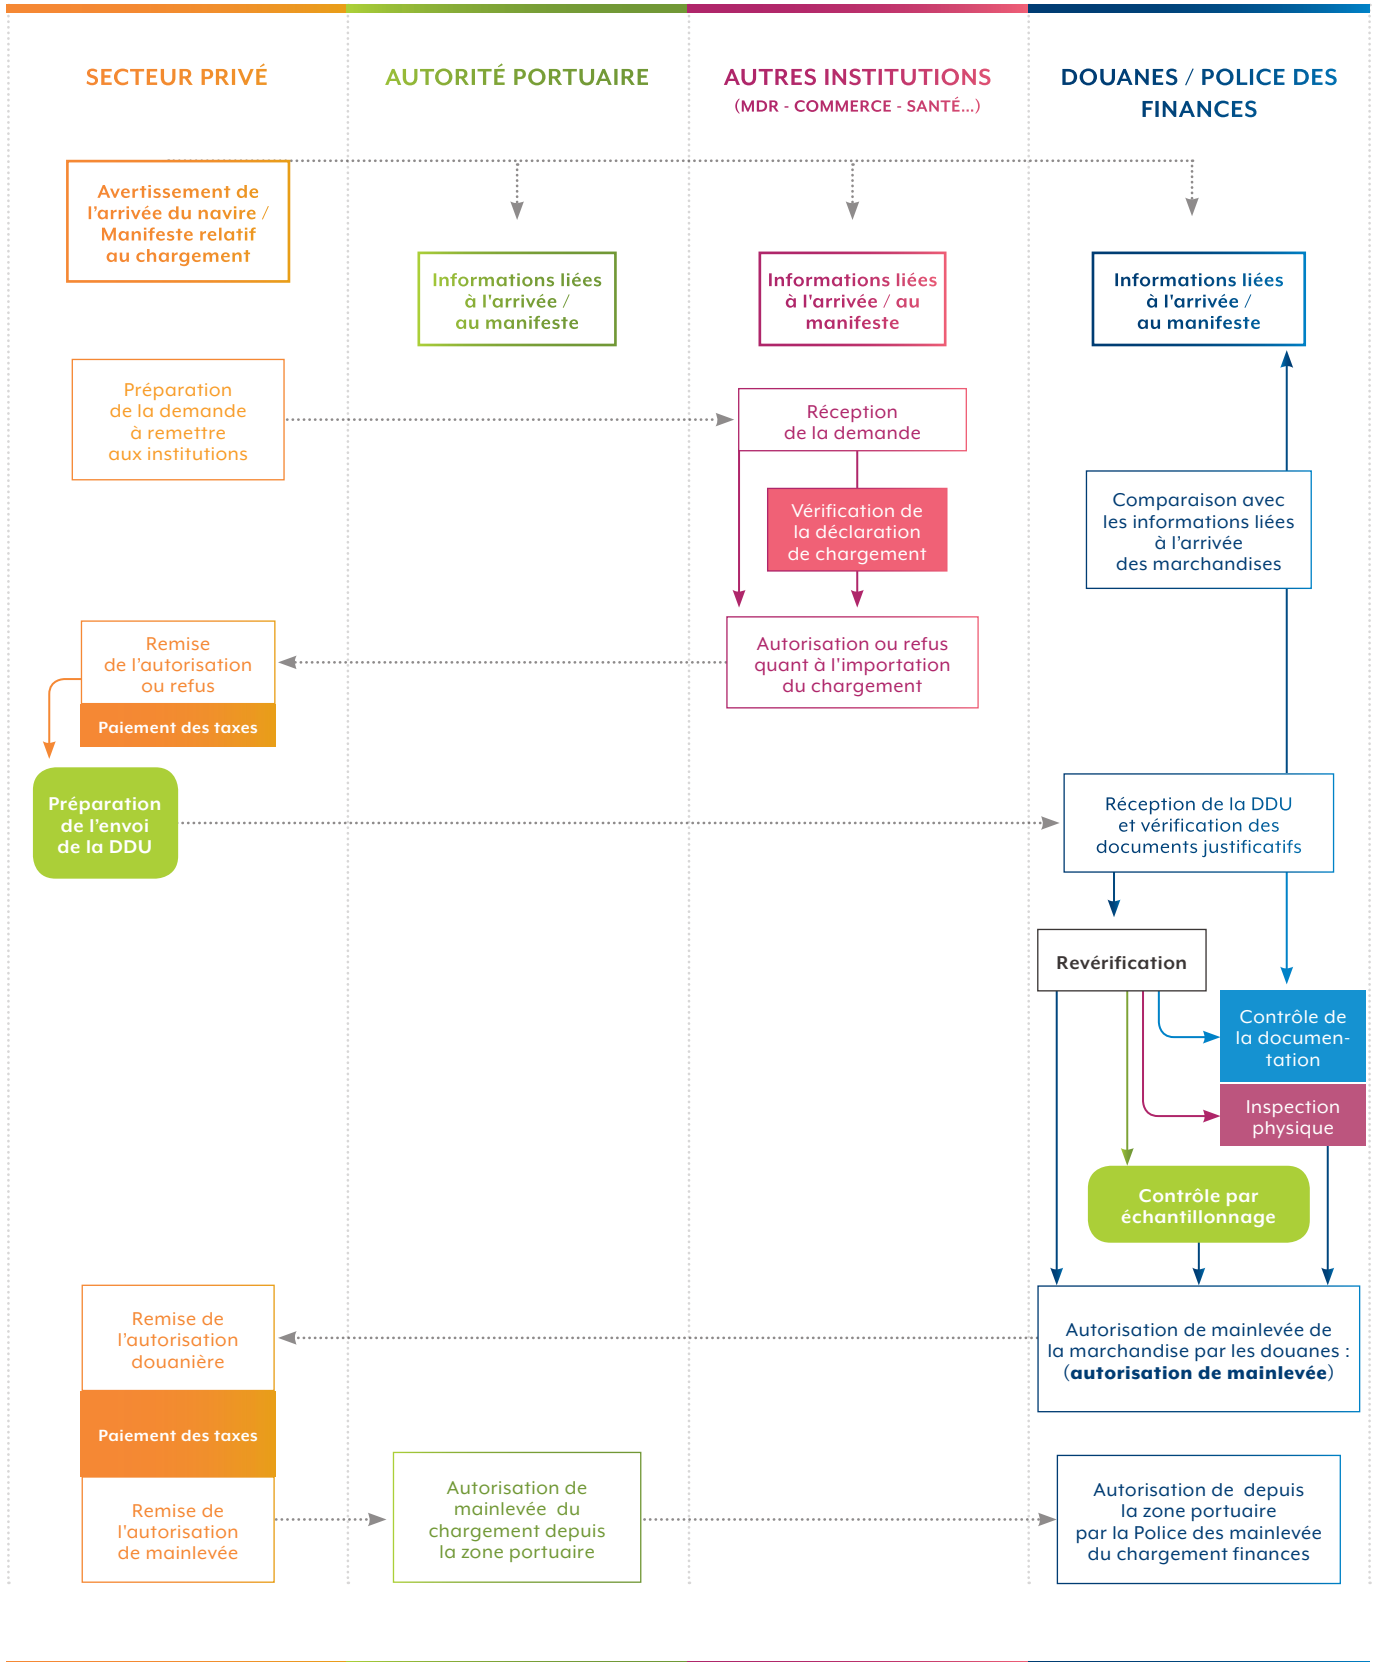 SECTEUR PRIVÉ
AUTORITÉ PORTUAIRE
AUTRES INSTITUTIONS
(MDR - COMMERCE - SANTÉ...)
DOUANES / POLICE DES
FINANCES
Avertissement de
l'arrivée du navire /
Manifeste relatif
au chargement
Informations liées
à l'arrivée /
au manifeste
Informations liées
à l'arrivée / au
manifeste
Informations liées
à l'arrivée /
au manifeste
Préparation
de la demande
à remettre
aux institutions
Réception
de la demande
Vérification de
la déclaration
de chargement
Comparaison avec
les informations liées
à l'arrivée
des marchandises
Remise
de l'autorisation
ou refus
Paiement des taxes
Autorisation ou refus
quant à l'importation
du chargement
Préparation
de l'envoi
de la DDU
Réception de la DDU
et vérification des
documents justificatifs
Revérification
Contrôle de
la documen-
tation
Inspection
physique
Contrôle par
échantillonnage
Remise de
l'autorisation
douanière
Autorisation de mainlevée de
la marchandise par les douanes :
(autorisation de mainlevée)
Paiement des taxes
Remise de
l'autorisation
de mainlevée
Autorisation de
mainlevée du
chargement depuis
la zone portuaire
Autorisation de depuis
la zone portuaire
par la Police des mainlevée
du chargement finances